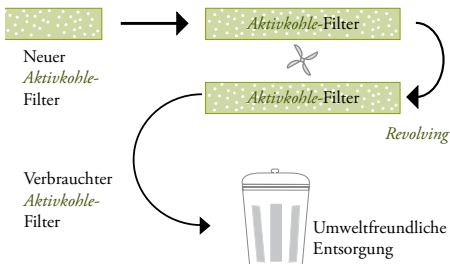 Aktivkohle-Filter
Neuer
Aktivkohle-
Filter
Aktivkohle-Filter
Revolving
Verbrauchter
Aktivkohle-
Filter
Umweltfreundliche
Entsorgung